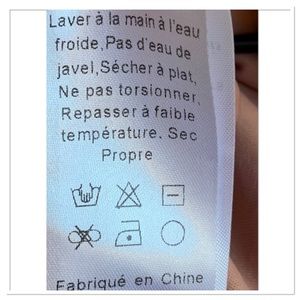 Laver à la main à l'eau
froide,Pas d'eau de
javel,Sécher à plat,
Ne pas torsionner,
Repasser à faible
température. Sec
Propre
Fabriqué en Chine